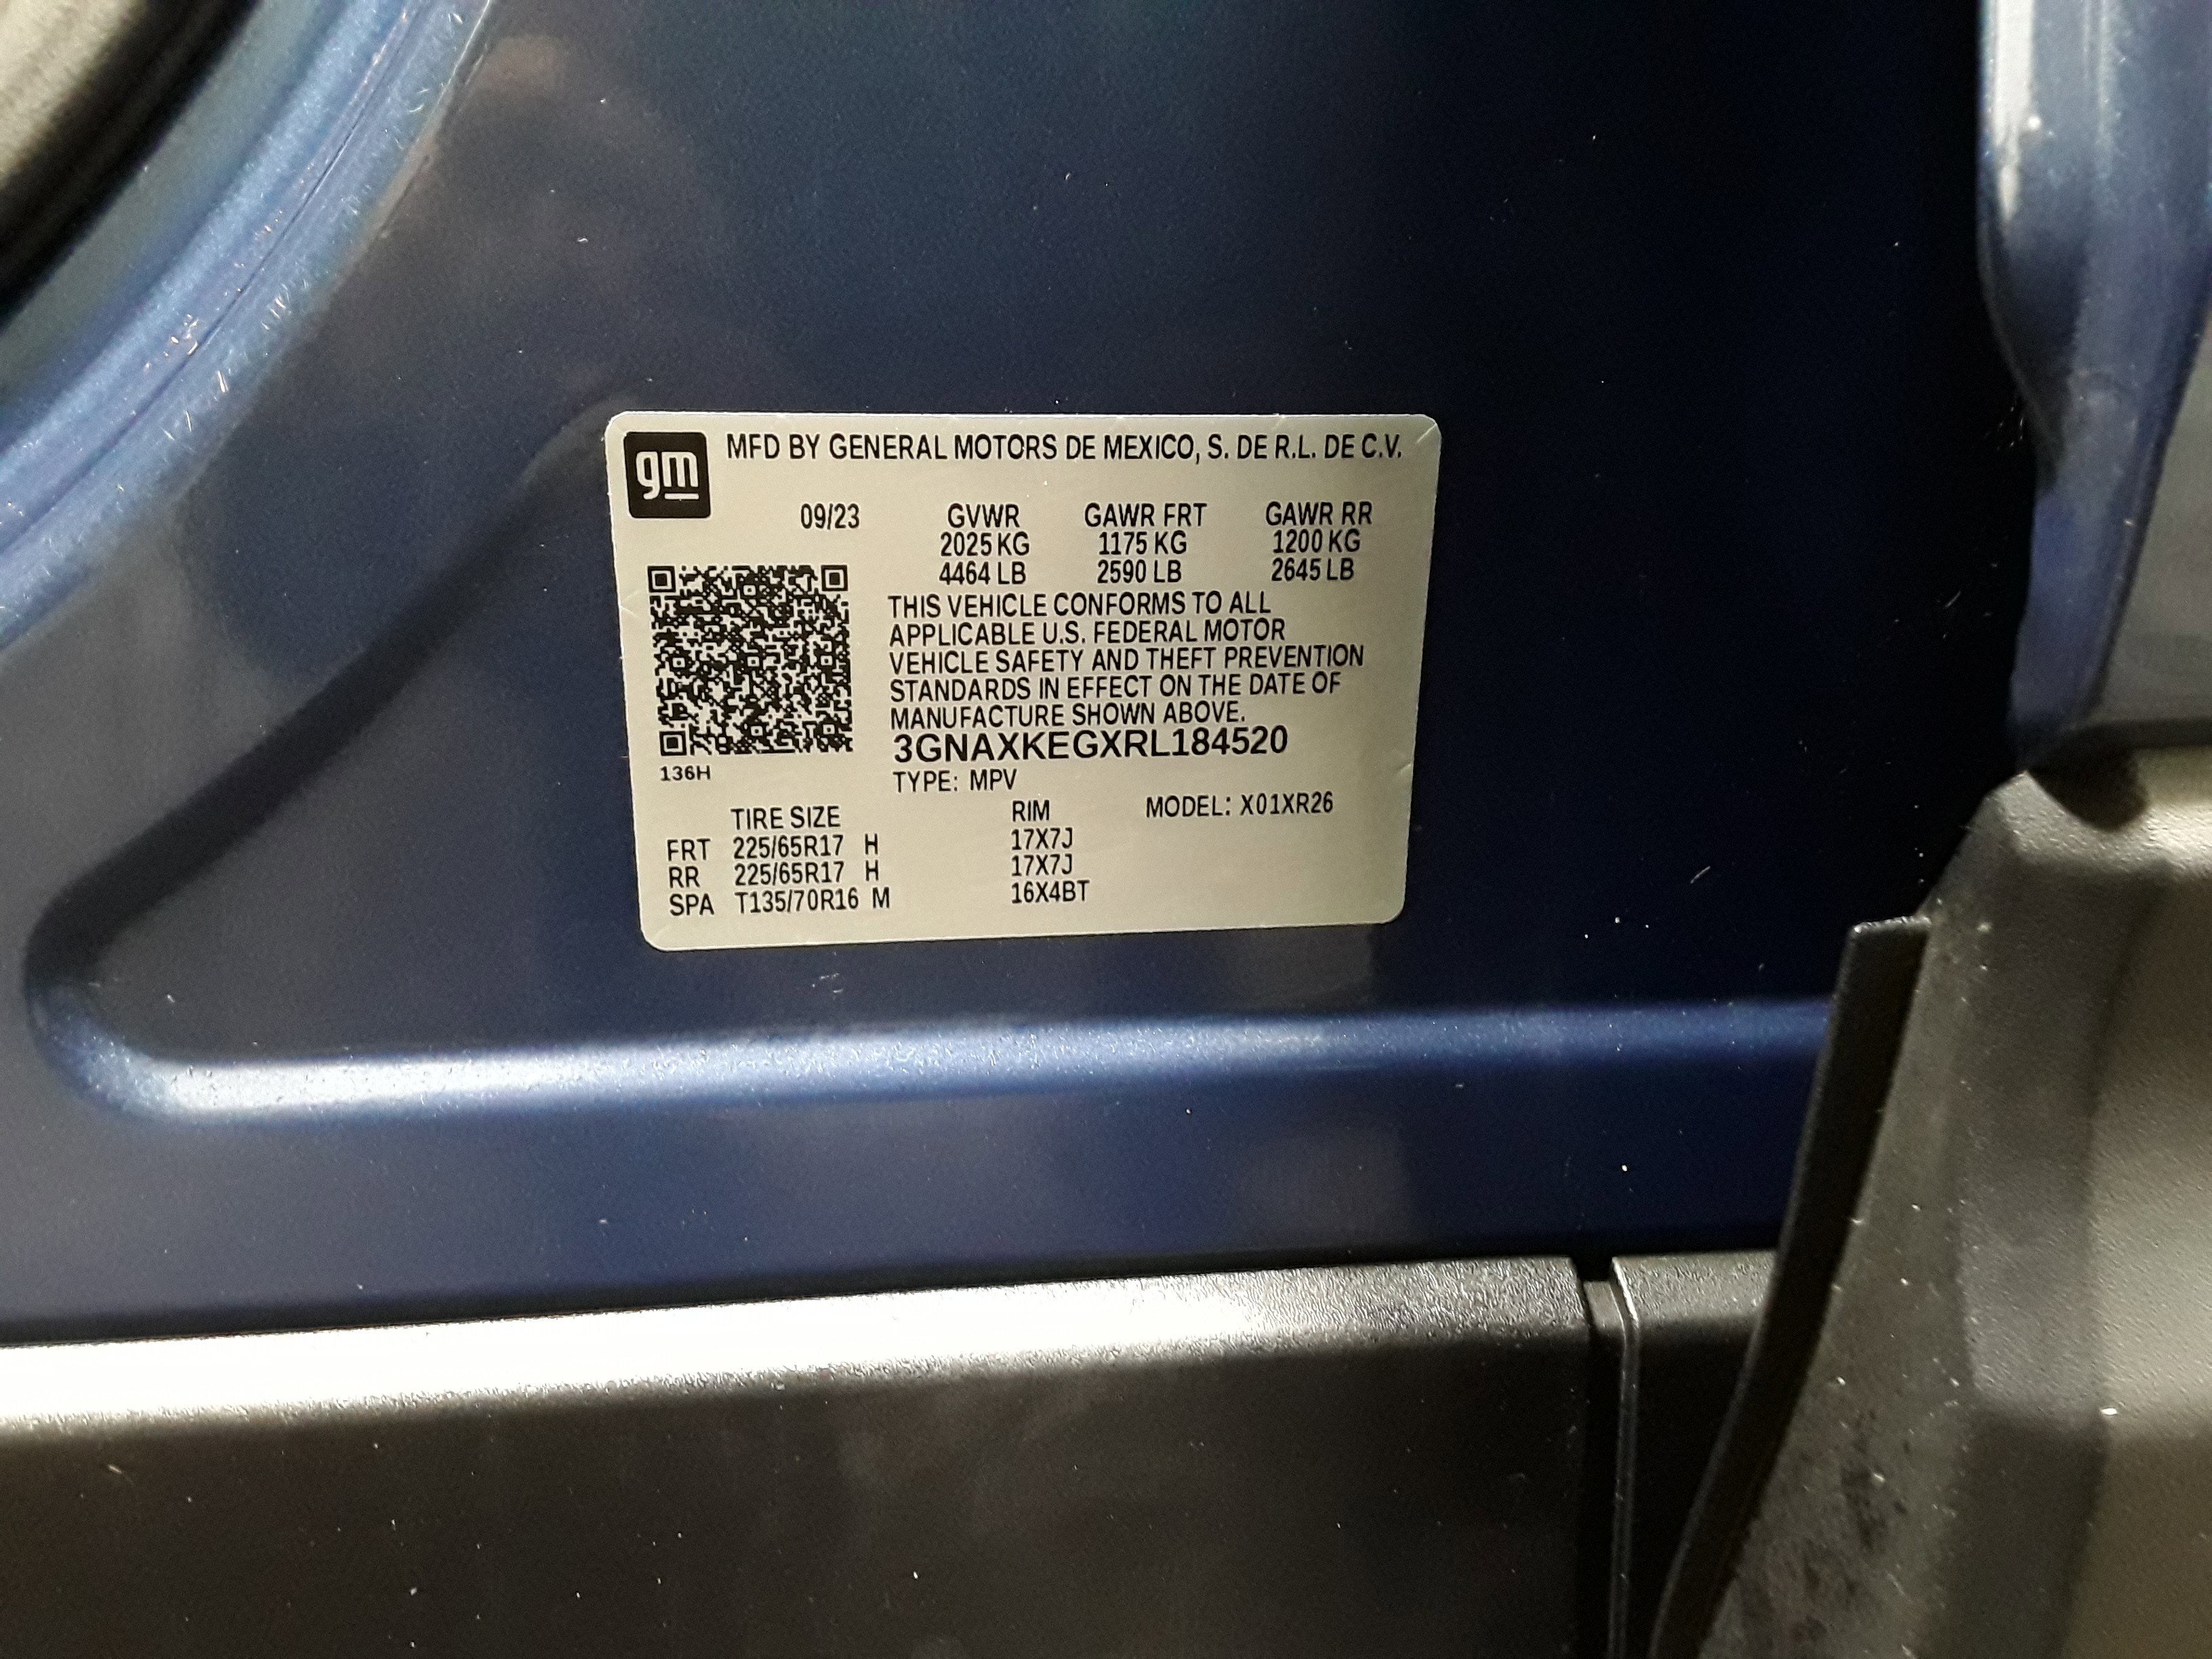 gm MFD BY GENERAL MOTORS DE MEXICO, S. DE R.L. DE C.V.
09/23 GVWR GAWR FRT GAWR RR
2025 KG 1175 KG 1200 KG
4464 LB 2590 LB 2645 LB
THIS VEHICLE CONFORMS TO ALL
APPLICABLE U.S. FEDERAL MOTOR
VEHICLE SAFETY AND THEFT PREVENTION
STANDARDS IN EFFECT ON THE DATE OF
MANUFACTURE SHOWN ABOVE.
3GNAXKEGXRL184520
136H
TYPE: MPV
TIRE SIZE RIM MODEL: X01XR26
FRT 225/65R17 H 17X7J
RR 225/65R17 H 17X7J
SPA T135/70R16 M 16X4BT